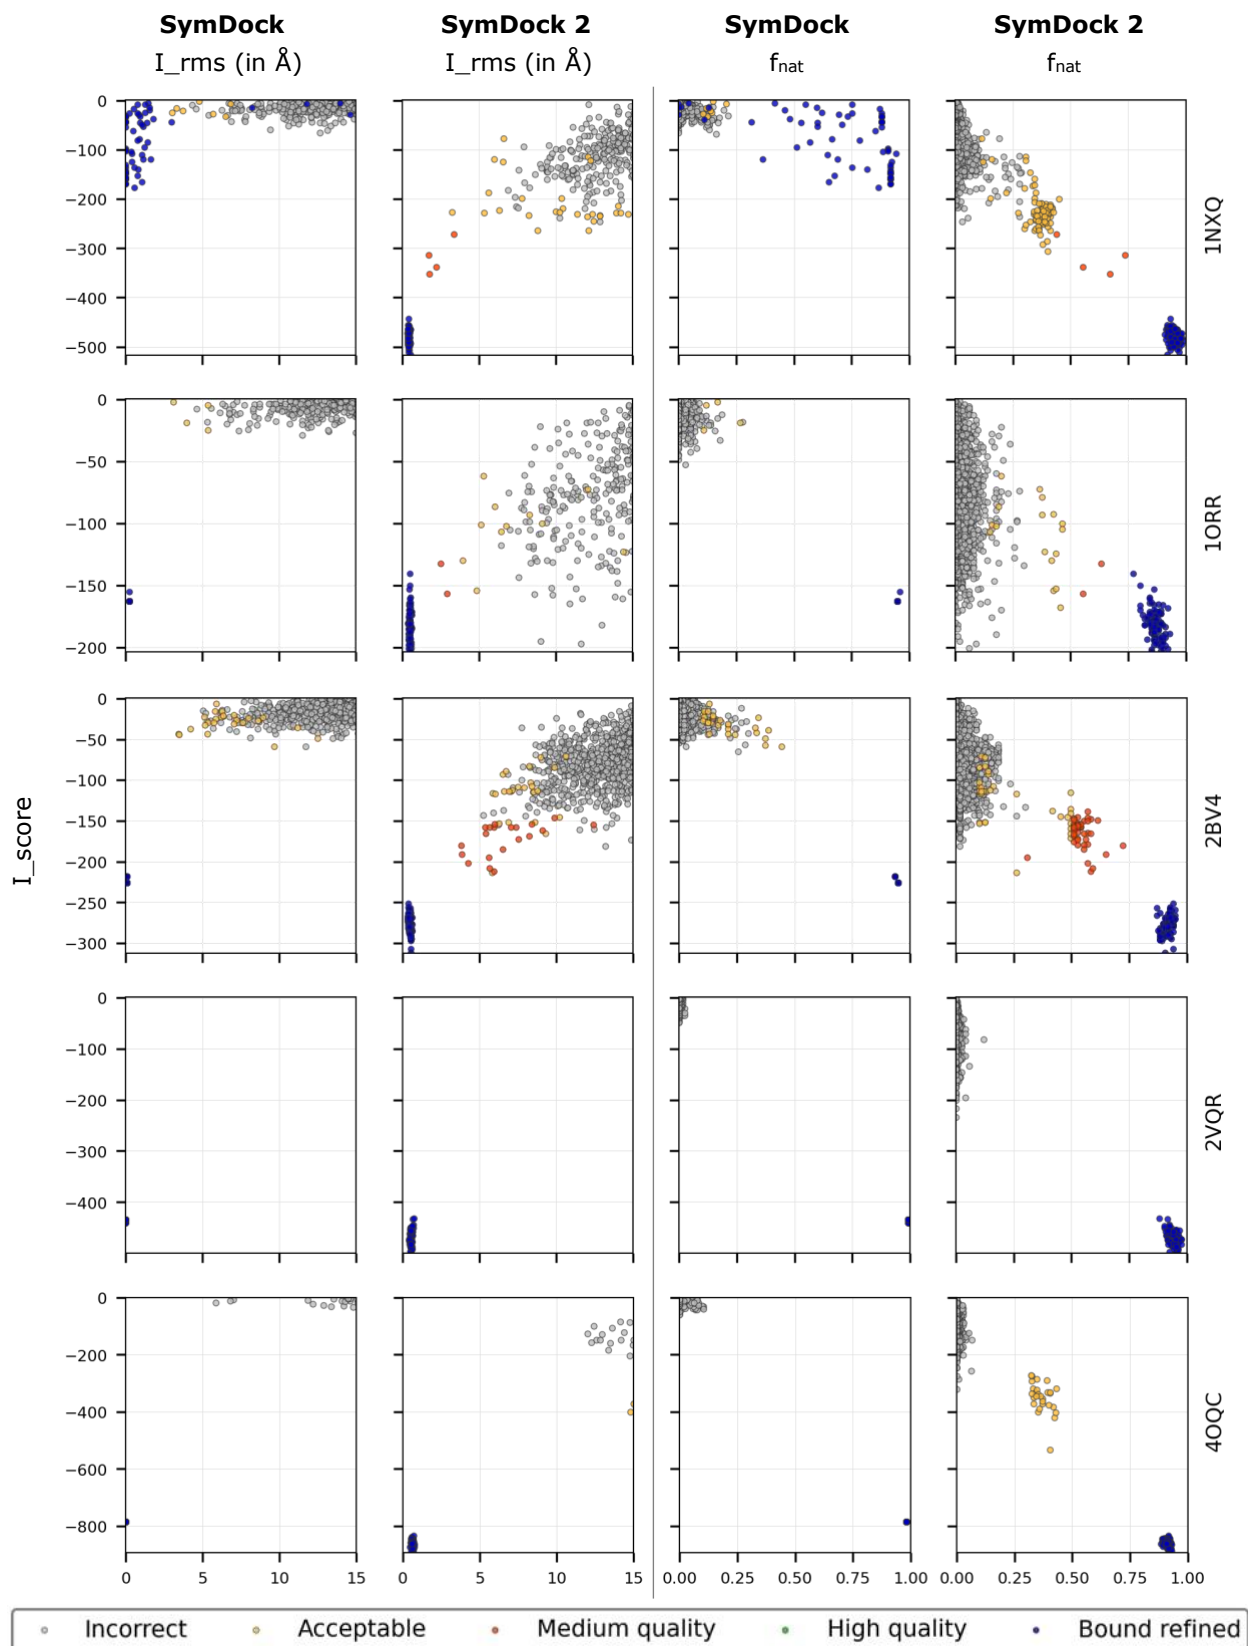 SymDock SymDock 2 SymDock SymDock 2
I_rms (in Å) I_rms (in Å) fnat fnat
0
−100
−200
−300
−400
−500
1NXQ
0
−50
−100
−150
−200
1ORR
0
−50
−100
−150
−200
−250
−300
2BV4
I_score
0
−100
−200
−300
−400
2VQR
0
−200
−400
−600
−800
4OQC
0 5 10 15 0 5 10 15 0.00 0.25 0.50 0.75 1.00 0.00 0.25 0.50 0.75 1.00
Incorrect Acceptable Medium quality High quality Bound refined